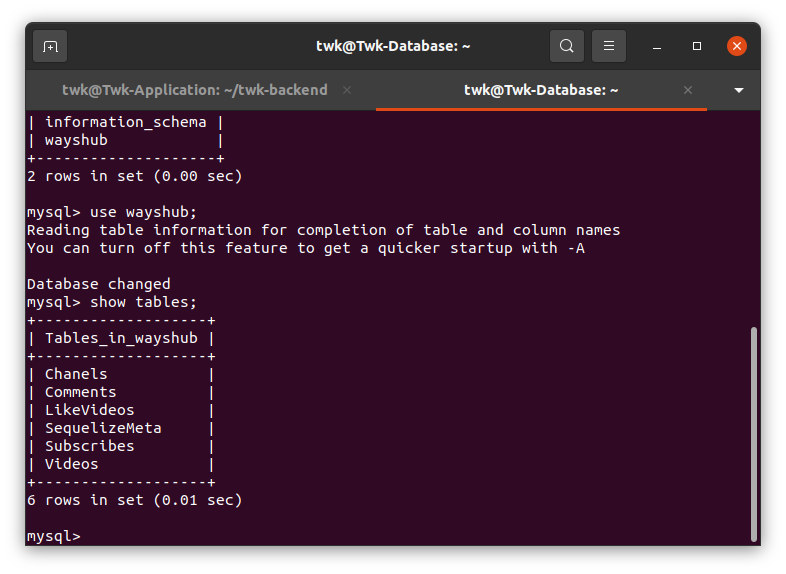 twk@Twk-Database: ~
twk@Twk-Application: ~/twk-backend
twk@Twk-Database: ~
| information_schema |
| wayshub            |
+--------------------+
2 rows in set (0.00 sec)
mysql> use wayshub;
Reading table information for completion of table and column names
You can turn off this feature to get a quicker startup with -A
Database changed
mysql> show tables;
+-------------------+
| Tables_in_wayshub |
+-------------------+
| Chanels           |
| Comments          |
| LikeVideos        |
| SequelizeMeta     |
| Subscribes        |
| Videos            |
+-------------------+
6 rows in set (0.01 sec)
mysql>